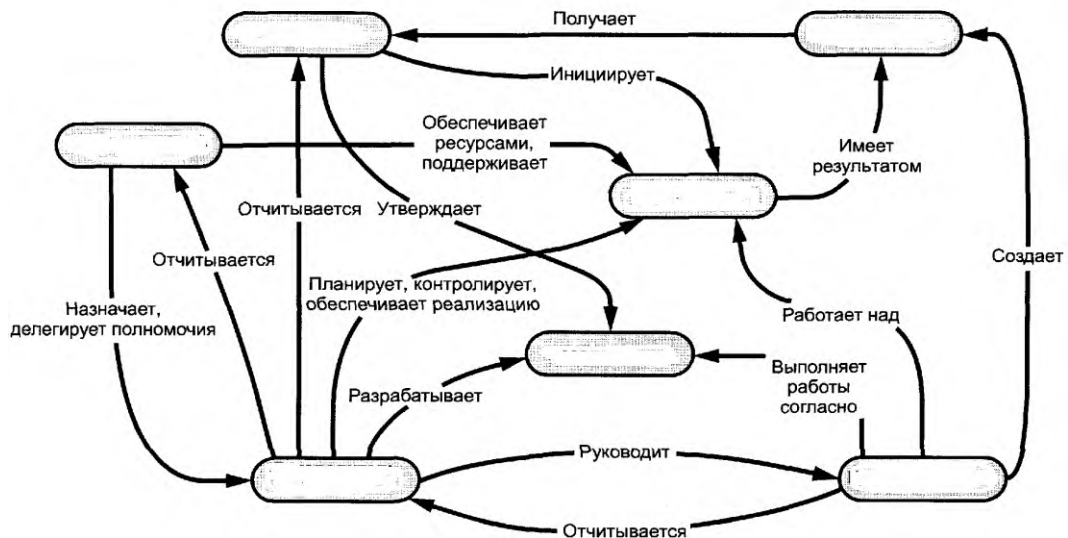 Получает
Инициирует
Обеспечивает
ресурсами,
поддерживает
Имеет
результатом
Отчитывается
Утверждает
Отчитывается
Создает
Планирует, контролирует,
обеспечивает реализацию
Назначает,
делегирует полномочия
Работает над
Выполняет
работы
согласно
Разрабатывает
Руководит
Отчитывается